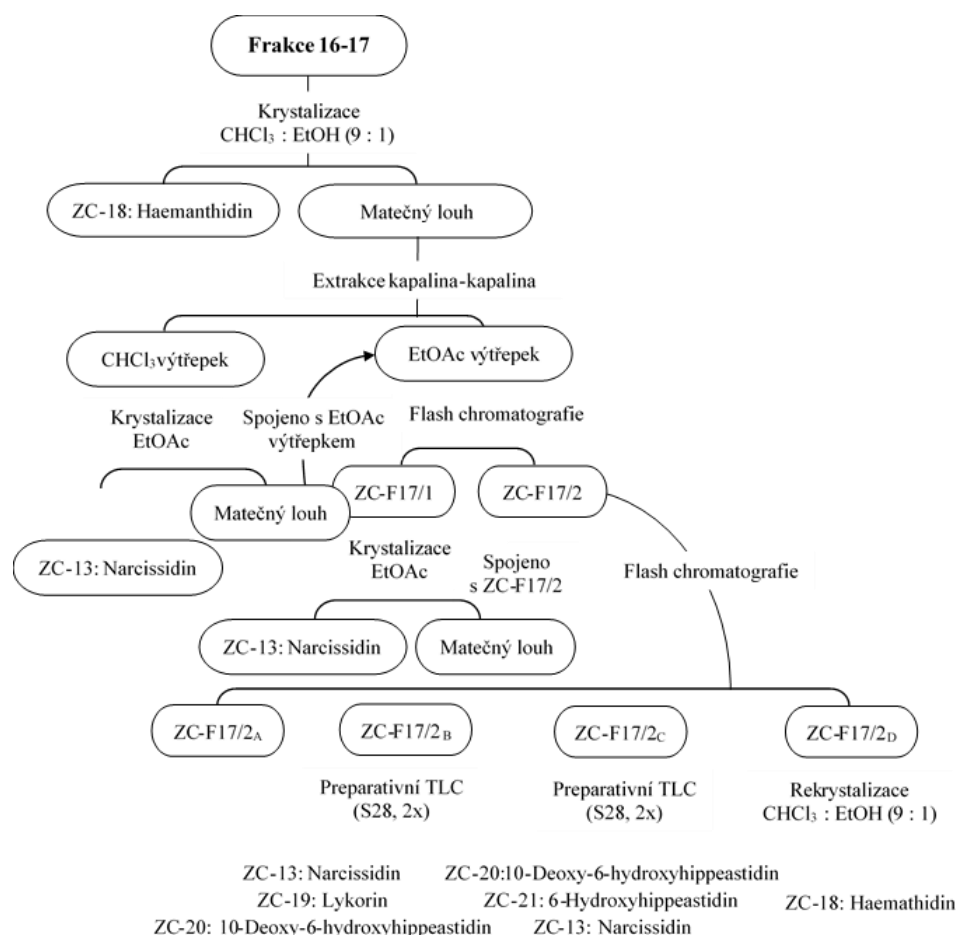 Frakce 16-17
Krystalizace
CHCl₃ : EtOH (9 : 1)
ZC-18: Haemanthidin
Matečný louh
Extrakce kapalina-kapalina
CHCl₃výtřepek
EtOAc výtřepek
Krystalizace
EtOAc
Spojeno s EtOAc
výtřepkem
Flash chromatografie
Matečný louh
ZC-F17/1
ZC-F17/2
ZC-13: Narcissidin
Krystalizace
EtOAc
Spojeno
s ZC-F17/2
Flash chromatografie
ZC-13: Narcissidin
Matečný louh
ZC-F17/2A
ZC-F17/2B
ZC-F17/2C
ZC-F17/2D
Preparativní TLC
(S28, 2x)
Preparativní TLC
(S28, 2x)
Rekrystalizace
CHCl₃ : EtOH (9 : 1)
ZC-13: Narcissidin
ZC-19: Lykorin
ZC-20: 10-Deoxy-6-hydroxyhippeastidin
ZC-20:10-Deoxy-6-hydroxyhippeastidin
ZC-21: 6-Hydroxyhippeastidin
ZC-13: Narcissidin
ZC-18: Haemathidin